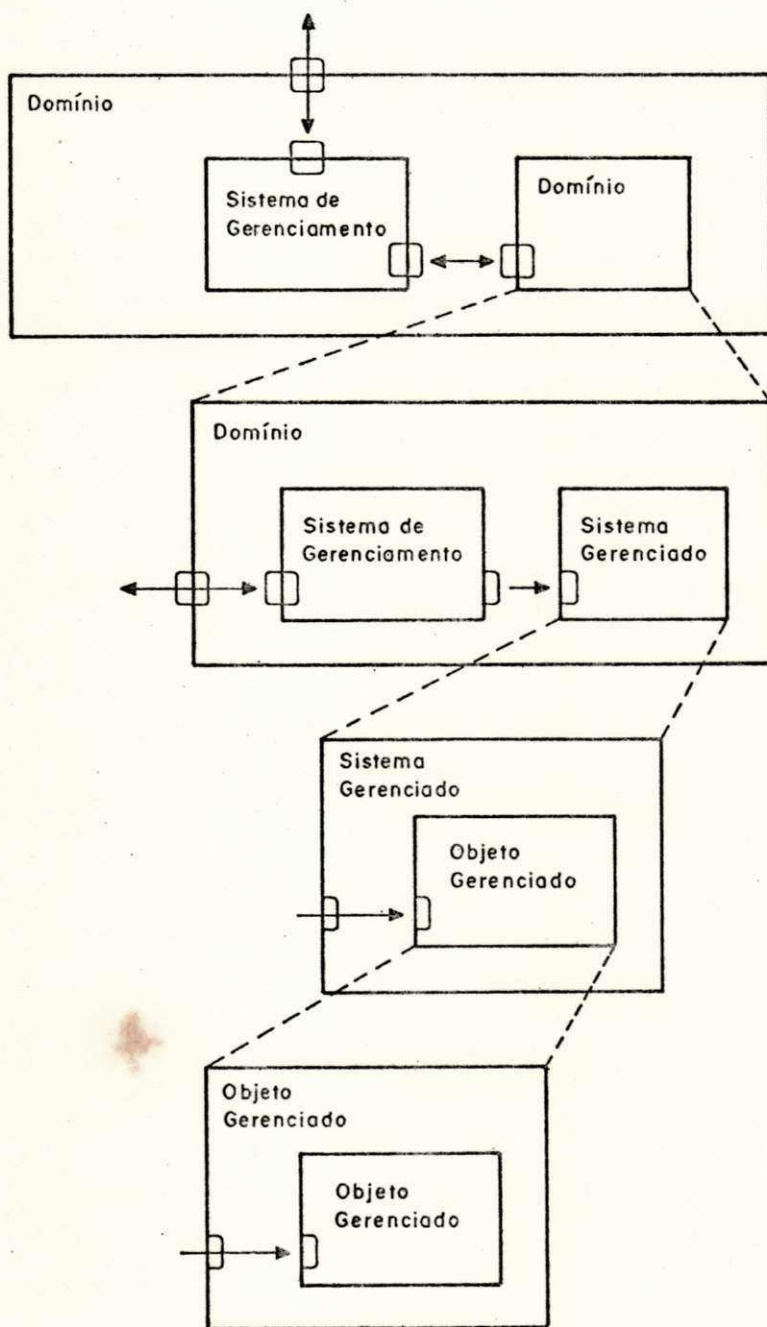 Domínio
Sistema de
Gerenciamento
Domínio
Domínio
Sistema de
Gerenciamento
Sistema
Gerenciado
Sistema
Gerenciado
Objeto
Gerenciado
Objeto
Gerenciado
Objeto
Gerenciado